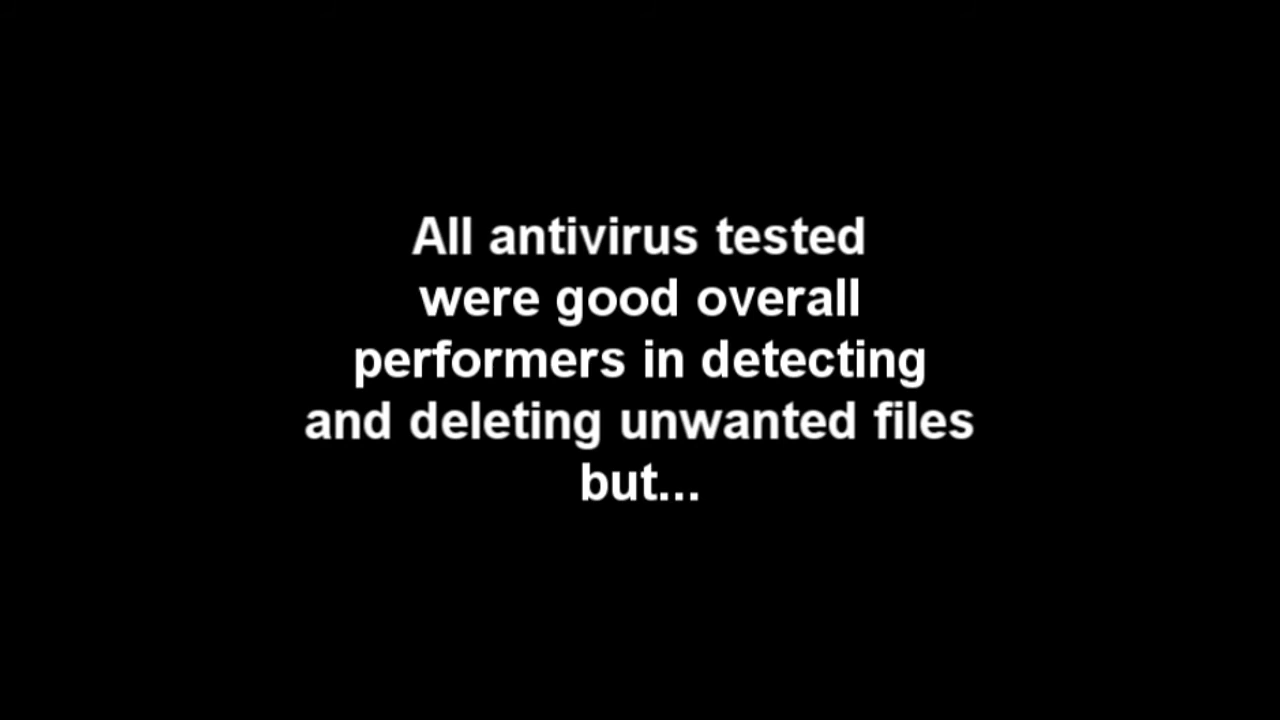 All antivirus tested
were good overall
performers in detecting
and deleting unwanted files
but...